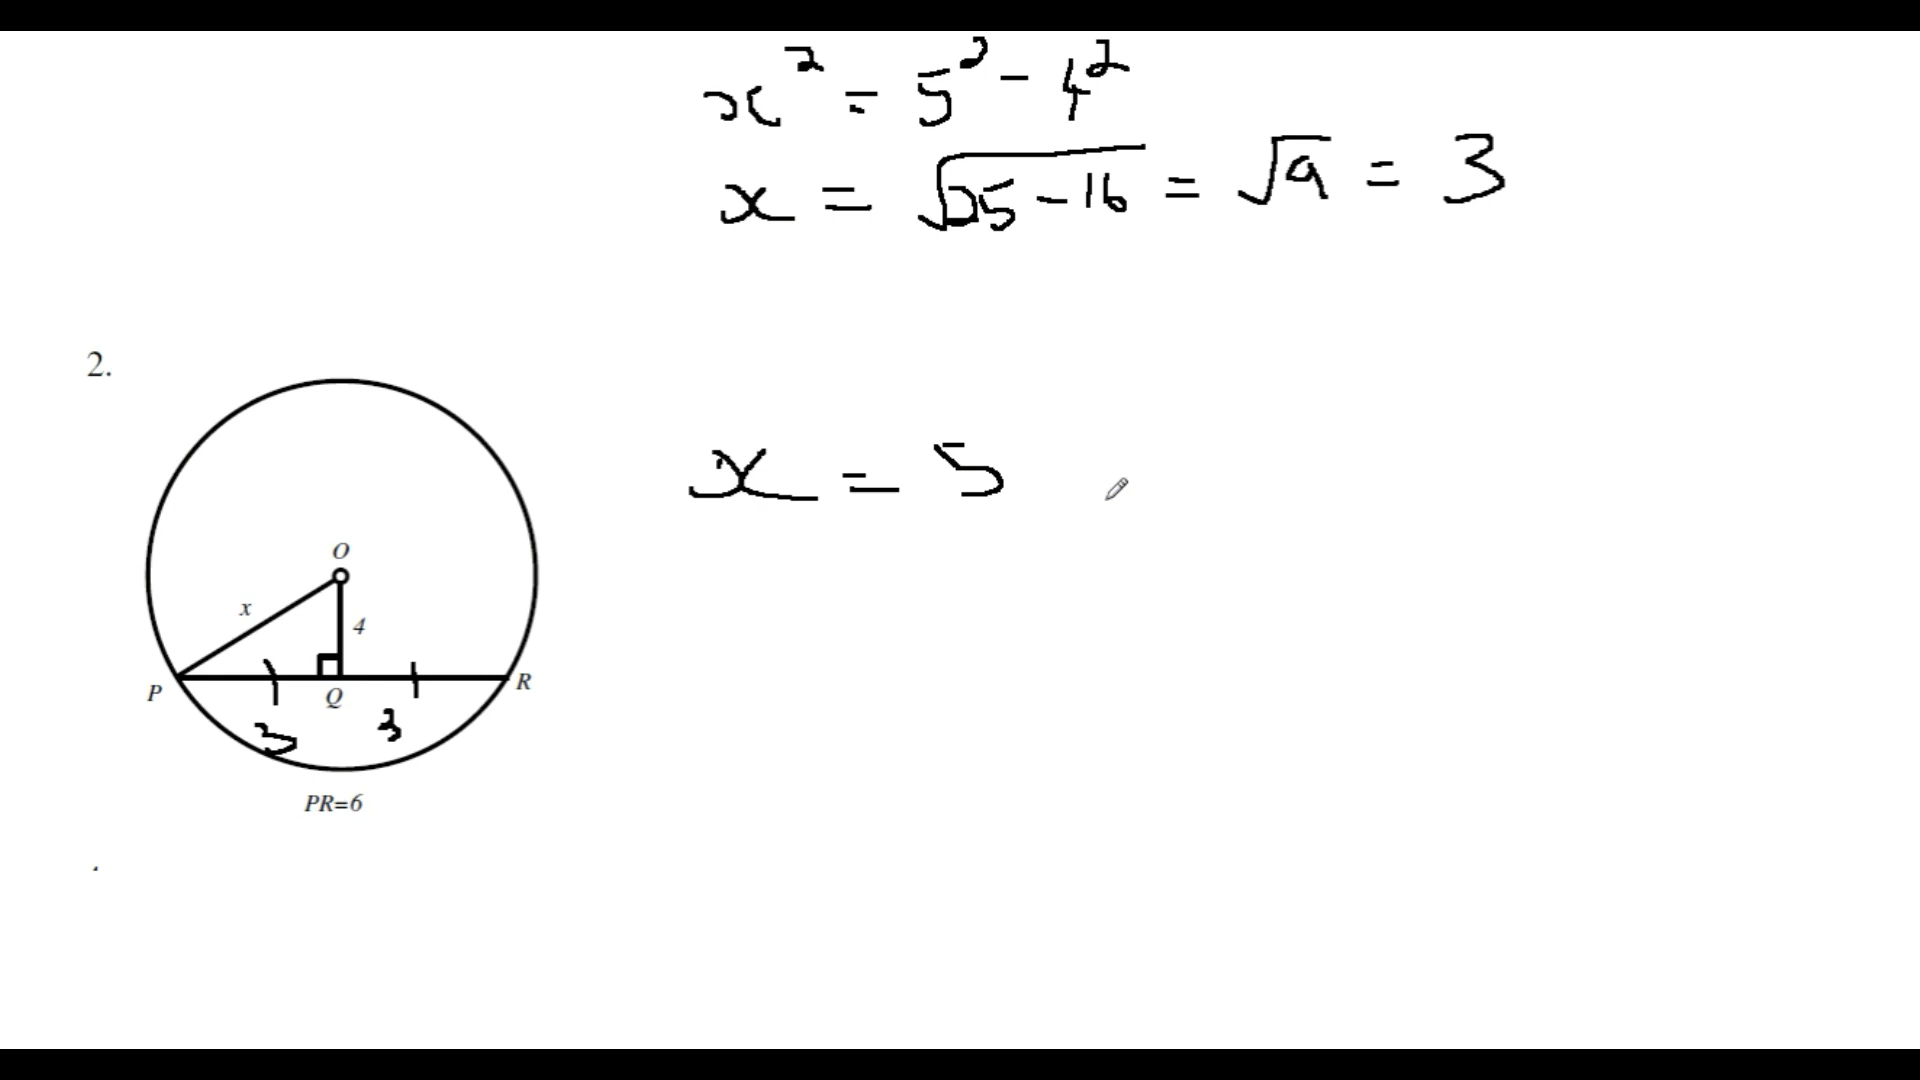 x² = 5² - 4²
x = √25-16 = √9 = 3
2.
x = 5
O
x
4
P
Q
R
3
3
PR=6